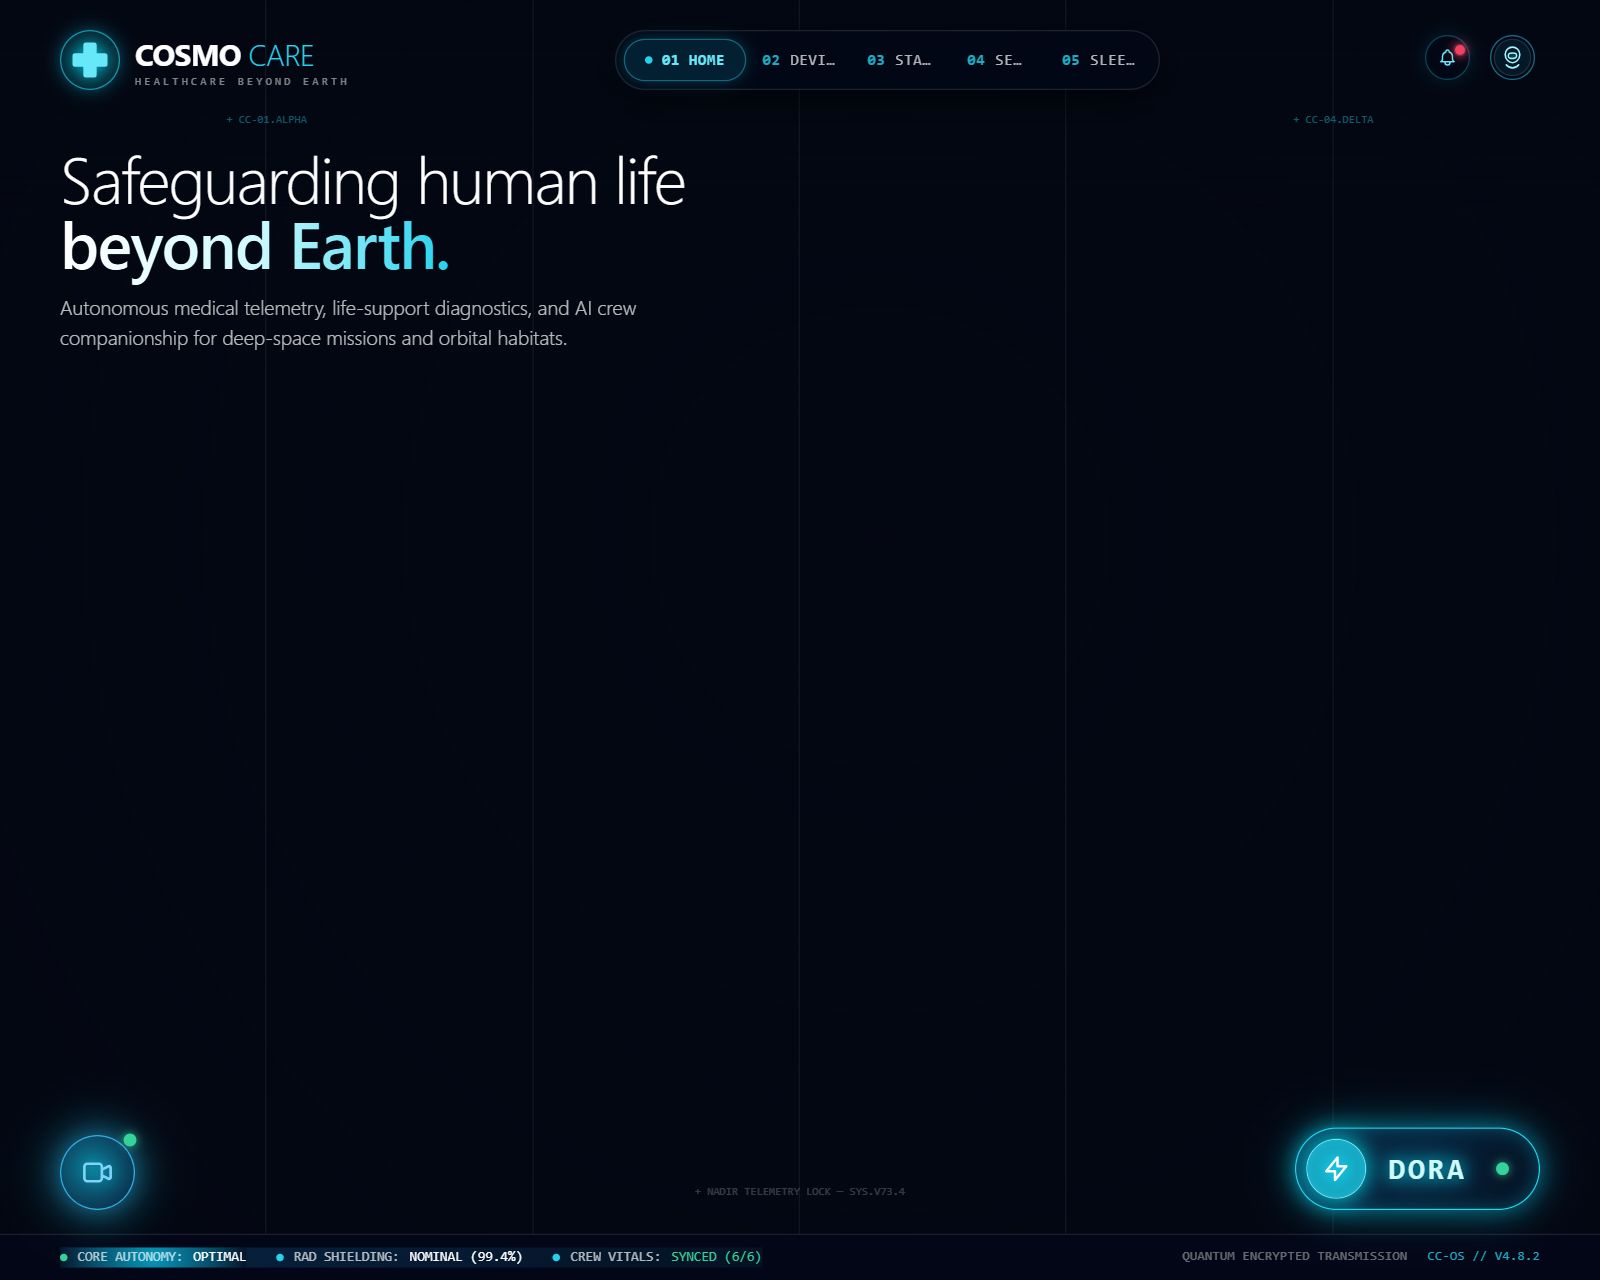 COSMO CARE
HEALTHCARE BEYOND EARTH
01 HOME 02 DEVI… 03 STA… 04 SE… 05 SLEE…
+ CC-01.ALPHA
+ CC-04.DELTA
Safeguarding human life
beyond Earth.
Autonomous medical telemetry, life-support diagnostics, and AI crew
companionship for deep-space missions and orbital habitats.
DORA
+ NADIR TELEMETRY LOCK — SYS.V73.4
CORE AUTONOMY: OPTIMAL RAD SHIELDING: NOMINAL (99.4%) CREW VITALS: SYNCED (6/6)
QUANTUM ENCRYPTED TRANSMISSION CC-OS // V4.8.2